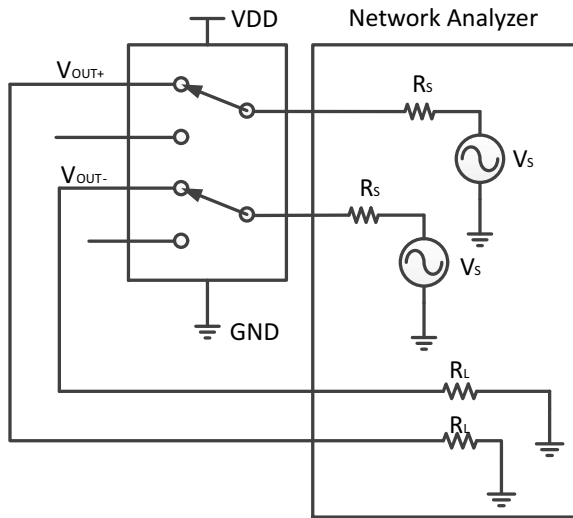 VDD
Network Analyzer
VOUT+
RS
VS
VOUT-
RS
VS
GND
RL
RL